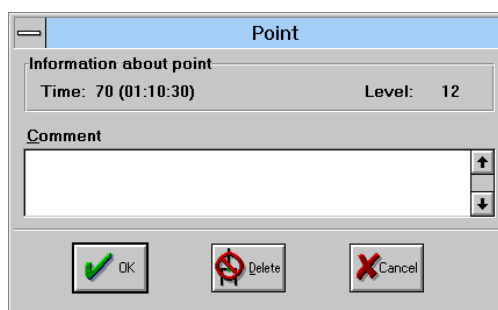 Point
Information about point
Time: 70 (01:10:30) Level: 12
Comment
OK Delete Cancel